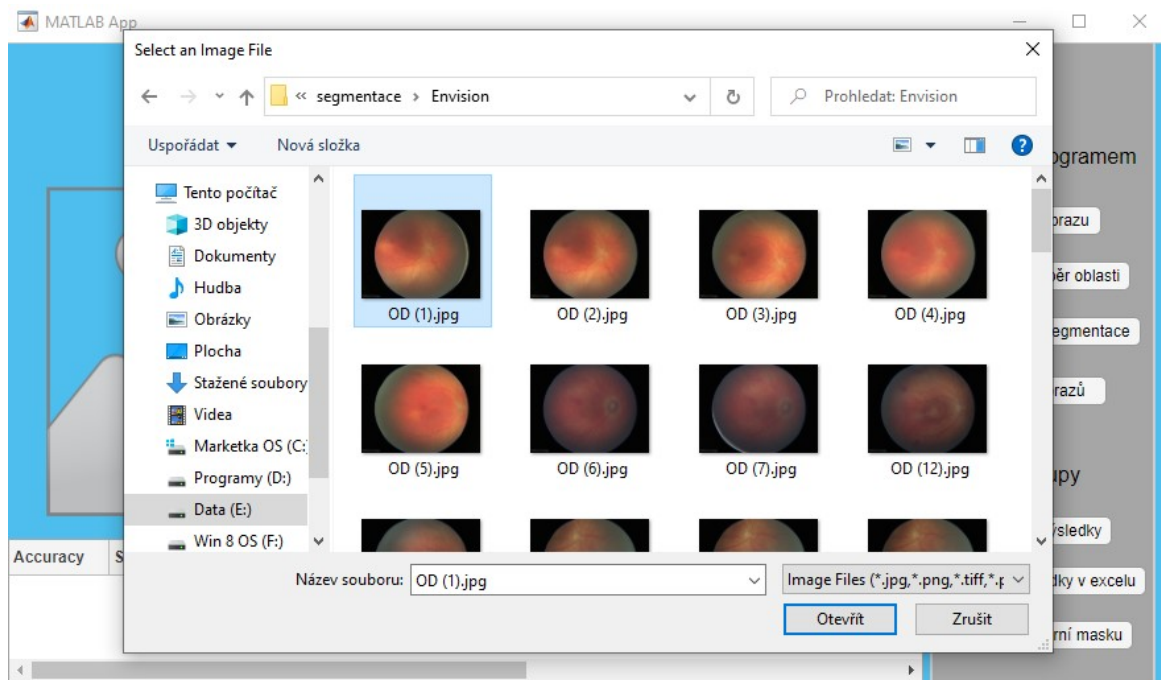 MATLAB App
Select an Image File
« segmentace › Envision
Prohledat: Envision
Uspořádat
Nová složka
Tento počítač
3D objekty
Dokumenty
Hudba
Obrázky
Plocha
Stažené soubory
Videa
Marketka OS (C:
Programy (D:)
Data (E:)
Win 8 OS (F:)
OD (1).jpg
OD (2).jpg
OD (3).jpg
OD (4).jpg
OD (5).jpg
OD (6).jpg
OD (7).jpg
OD (12).jpg
Název souboru:
OD (1).jpg
Image Files (*.jpg,*.png,*.tiff,*.
Otevřít
Zrušit
ogramem
brazu
ěr oblasti
egmentace
razů
upy
ýsledky
dky v excelu
rní masku
Accuracy
S